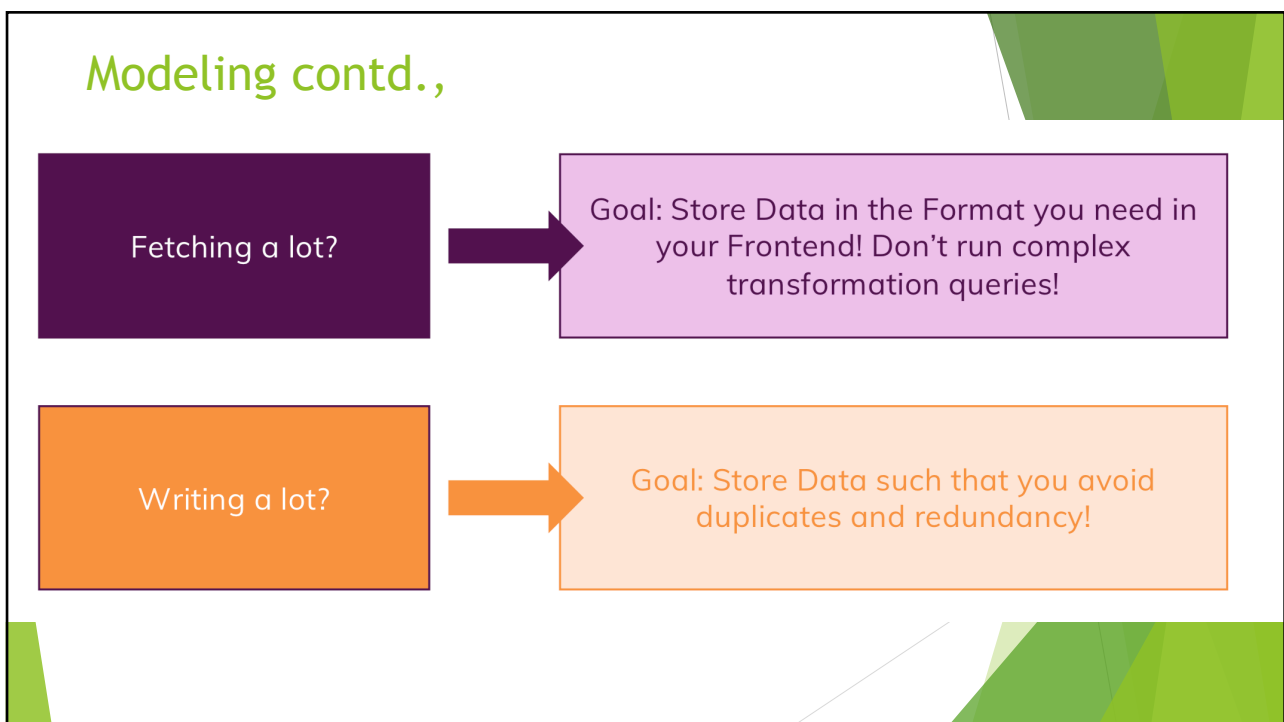 Modeling contd.,
Fetching a lot?
Goal: Store Data in the Format you need in
your Frontend! Don’t run complex
transformation queries!
Writing a lot?
Goal: Store Data such that you avoid
duplicates and redundancy!